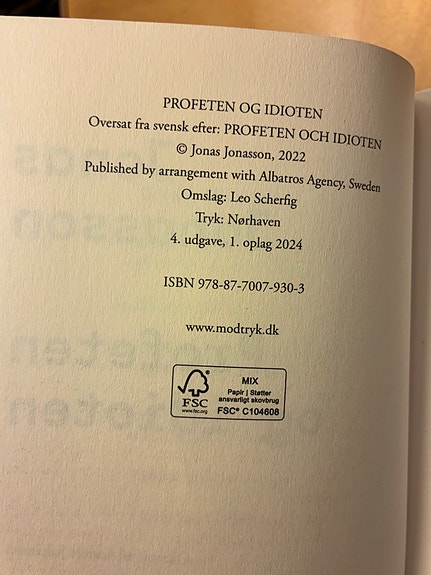 PROFETEN OG IDIOTEN
Oversat fra svensk efter: PROFETEN OCH IDIOTEN
© Jonas Jonasson, 2022
Published by arrangement with Albatros Agency, Sweden
Omslag: Leo Scherfig
Tryk: Nørhaven
4. udgave, 1. oplag 2024
ISBN 978-87-7007-930-3
www.modtryk.dk
FSC
www.fsc.org
MIX
Papir | Støtter
ansvarligt skovbrug
FSC® C104608